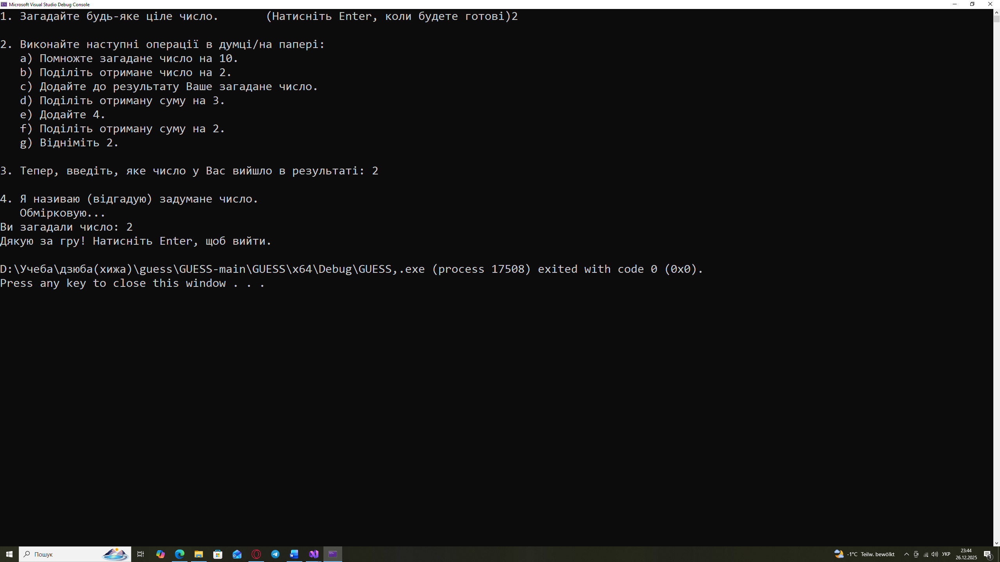 Microsoft Visual Studio Debug Console
1. Загадайте будь-яке ціле число.       (Натисніть Enter, коли будете готові)2
2. Виконайте наступні операції в думці/на папері:
a) Помножте загадане число на 10.
b) Поділіть отримане число на 2.
c) Додайте до результату Ваше загадане число.
d) Поділіть отриману суму на 3.
e) Додайте 4.
f) Поділіть отриману суму на 2.
g) Відніміть 2.
3. Тепер, введіть, яке число у Вас вийшло в результаті: 2
4. Я називаю (відгадую) задумане число.
Обмірковую...
Ви загадали число: 2
Дякую за гру! Натисніть Enter, щоб вийти.
D:\Учеба\дзюба(хижа)\guess\GUESS-main\GUESS\x64\Debug\GUESS,.exe (process 17508) exited with code 0 (0x0).
Press any key to close this window . . .
Пошук
-1°C Teilw. bewölkt
УКР
23:44
26.12.2025
1